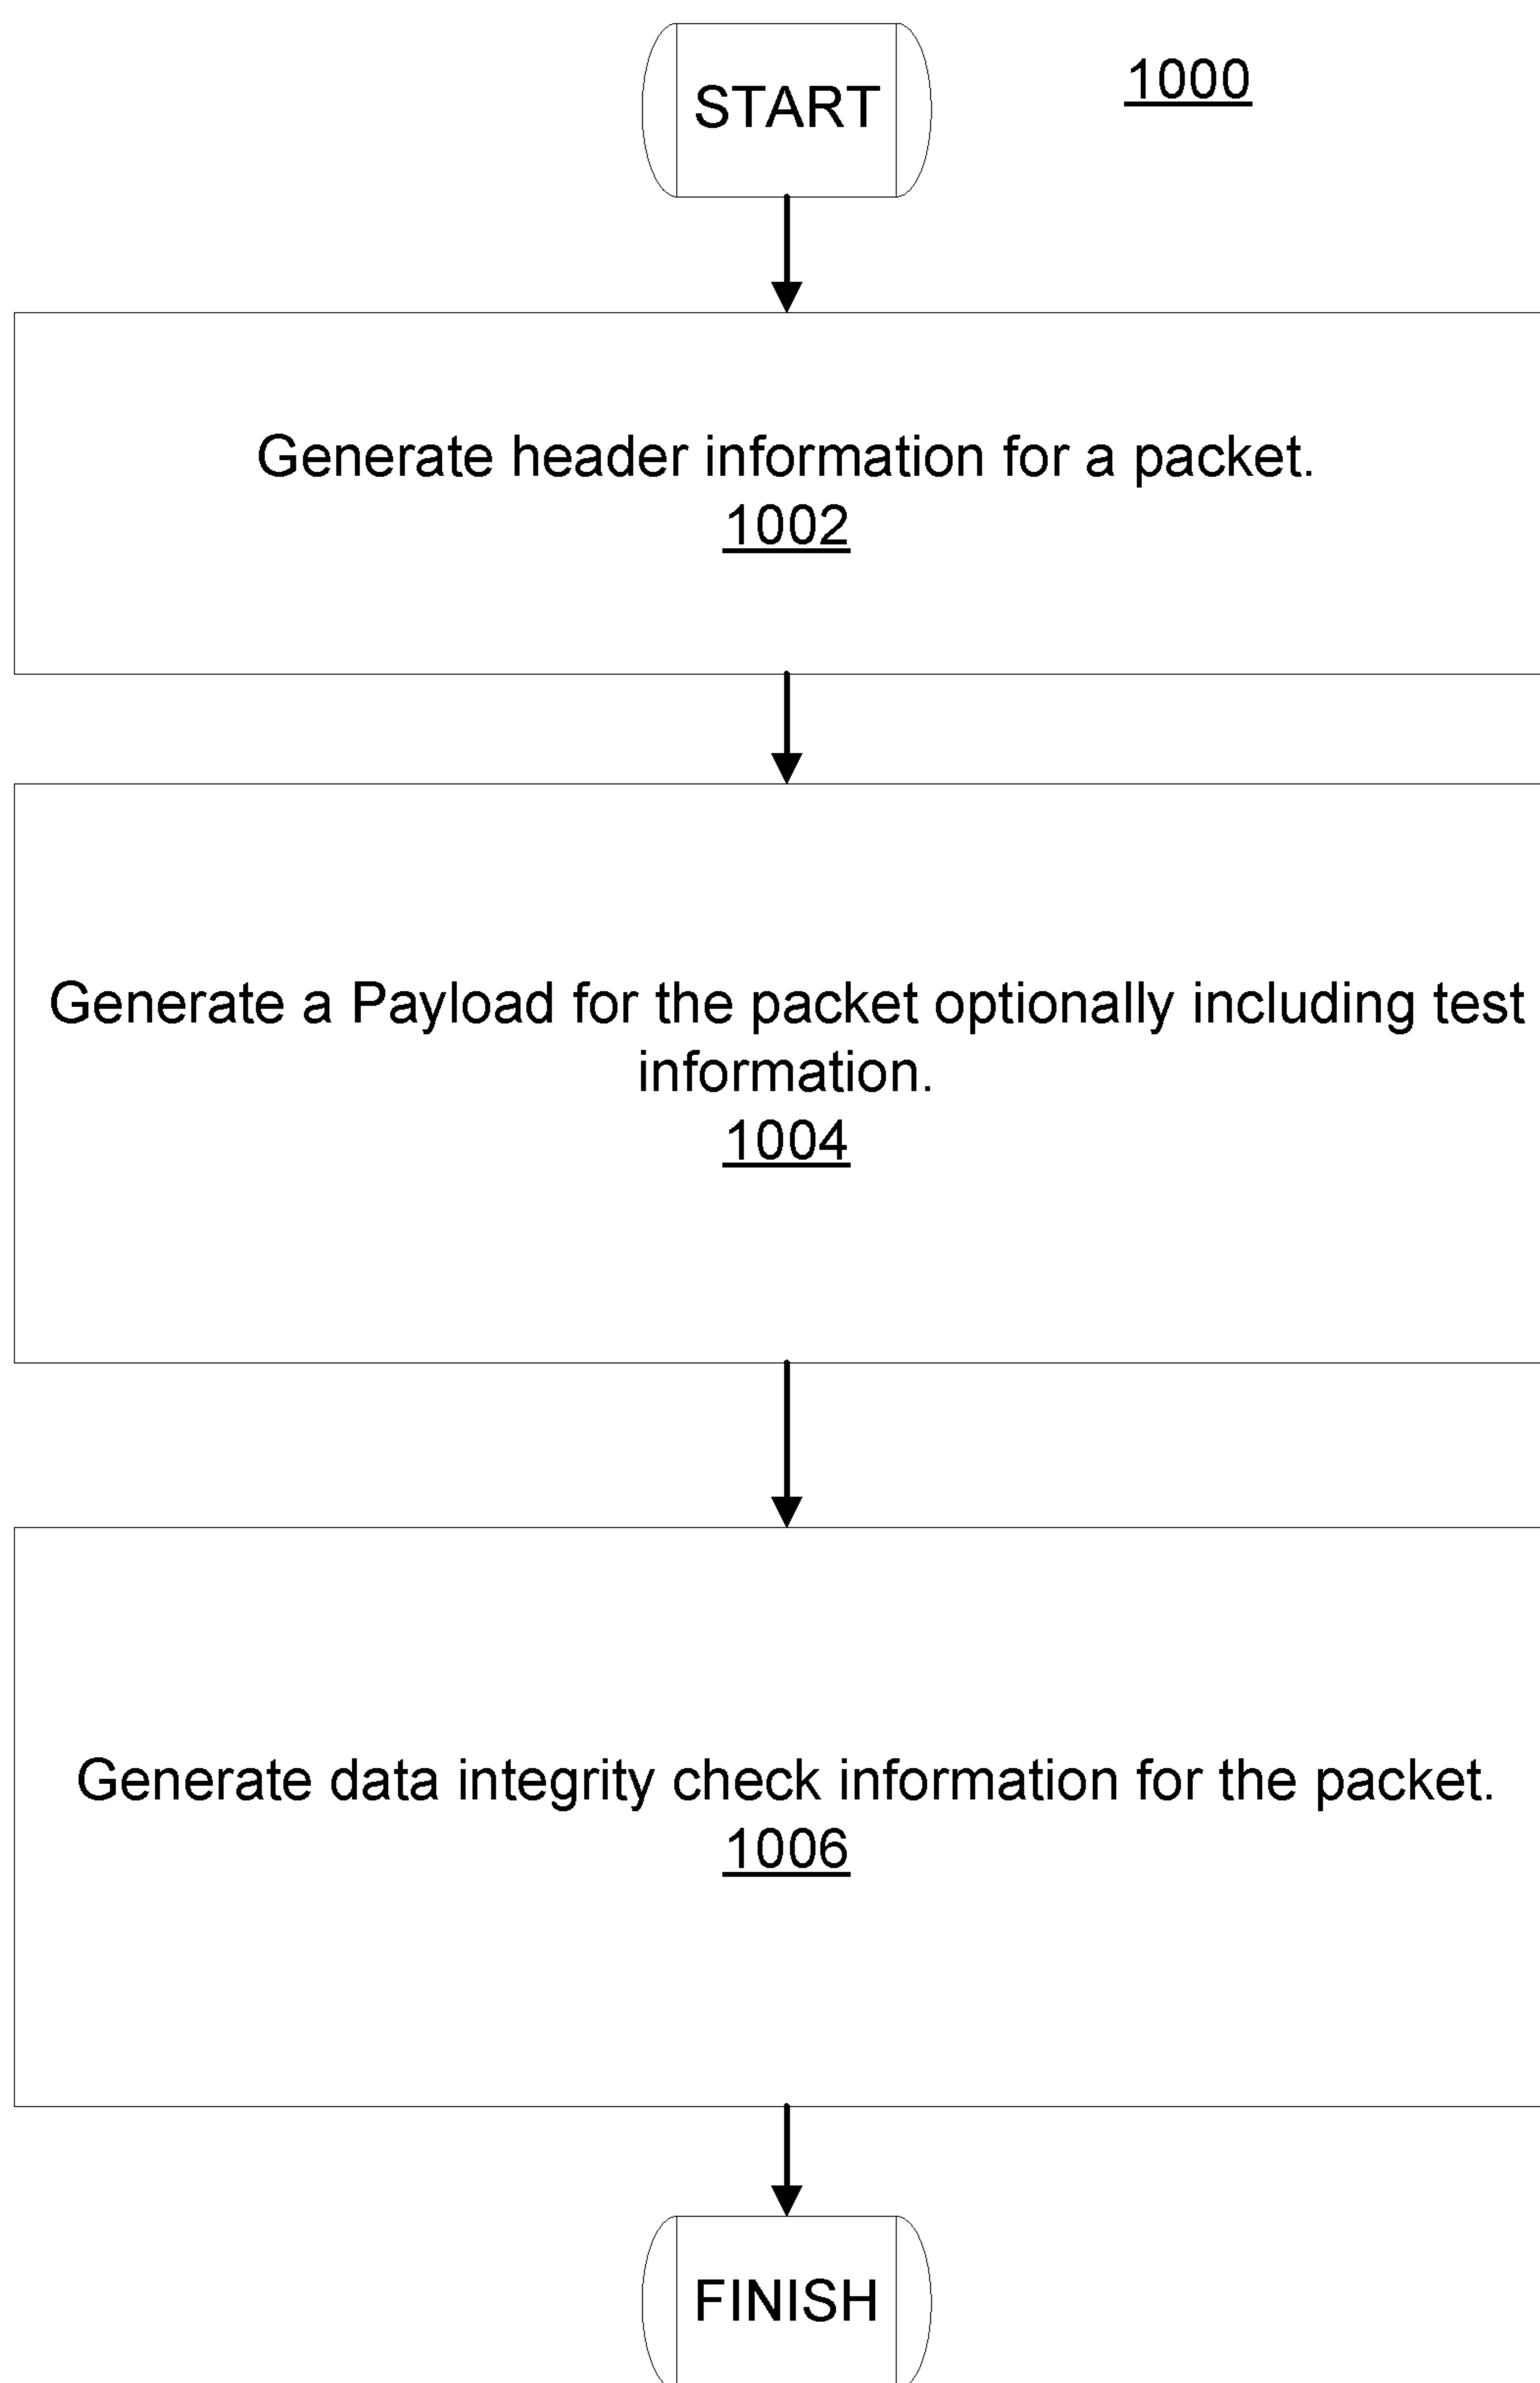 START
1000
Generate header information for a packet.
1002
Generate a Payload for the packet optionally including test
information.
1004
Generate data integrity check information for the packet.
1006
FINISH